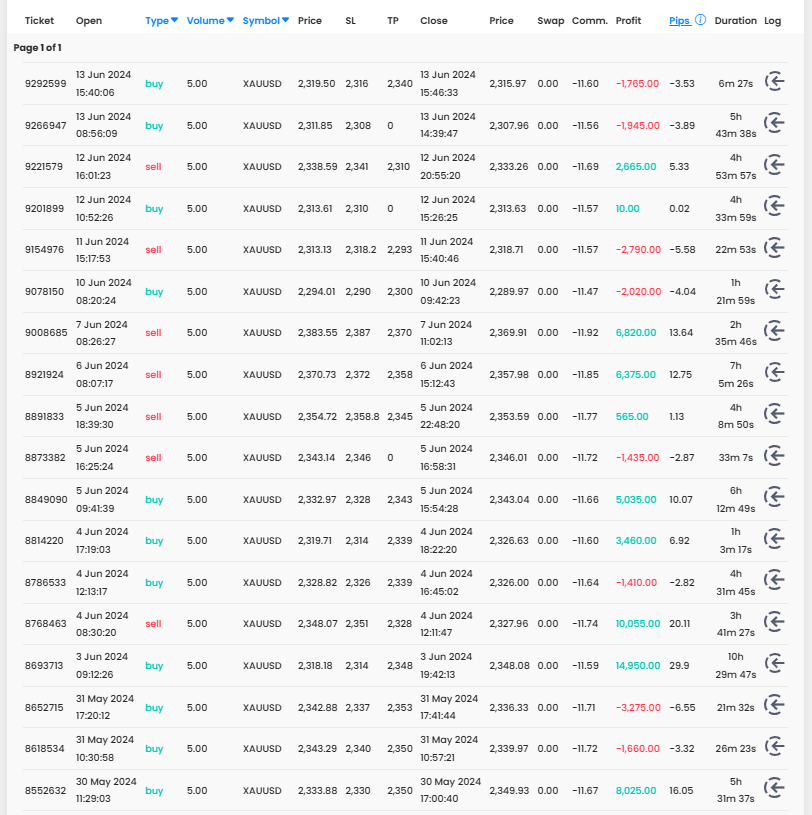 Ticket Open Type Volume Symbol Price SL TP Close Price Swap Comm. Profit Pips Duration Log
Page 1 of 1
9292599 13 Jun 2024 15:40:06 buy 5.00 XAUUSD 2,319.50 2,316 2,340 13 Jun 2024 15:46:33 2,315.97 0.00 -11.60 -1,765.00 -3.53 6m 27s
9266947 13 Jun 2024 08:56:09 buy 5.00 XAUUSD 2,311.85 2,308 0 13 Jun 2024 14:39:47 2,307.96 0.00 -11.56 -1,945.00 -3.89 5h 43m 38s
9221579 12 Jun 2024 16:01:23 sell 5.00 XAUUSD 2,338.59 2,341 2,310 12 Jun 2024 20:55:20 2,333.26 0.00 -11.69 2,665.00 5.33 4h 53m 57s
9201899 12 Jun 2024 10:52:26 buy 5.00 XAUUSD 2,313.61 2,310 0 12 Jun 2024 15:26:25 2,313.63 0.00 -11.57 10.00 0.02 4h 33m 59s
9154976 11 Jun 2024 15:17:53 sell 5.00 XAUUSD 2,313.13 2,318.2 2,293 11 Jun 2024 15:40:46 2,318.71 0.00 -11.57 -2,790.00 -5.58 22m 53s
9078150 10 Jun 2024 08:20:24 buy 5.00 XAUUSD 2,294.01 2,290 2,300 10 Jun 2024 09:42:23 2,289.97 0.00 -11.47 -2,020.00 -4.04 1h 21m 59s
9008685 7 Jun 2024 08:26:27 sell 5.00 XAUUSD 2,383.55 2,387 2,370 7 Jun 2024 11:02:13 2,369.91 0.00 -11.92 6,820.00 13.64 2h 35m 46s
8921924 6 Jun 2024 08:07:17 sell 5.00 XAUUSD 2,370.73 2,372 2,358 6 Jun 2024 15:12:43 2,357.98 0.00 -11.85 6,375.00 12.75 7h 5m 26s
8891833 5 Jun 2024 18:39:30 sell 5.00 XAUUSD 2,354.72 2,358.8 2,345 5 Jun 2024 22:48:20 2,353.59 0.00 -11.77 565.00 1.13 4h 8m 50s
8873382 5 Jun 2024 16:25:24 sell 5.00 XAUUSD 2,343.14 2,346 0 5 Jun 2024 16:58:31 2,346.01 0.00 -11.72 -1,435.00 -2.87 33m 7s
8849090 5 Jun 2024 09:41:39 buy 5.00 XAUUSD 2,332.97 2,328 2,343 5 Jun 2024 15:54:28 2,343.04 0.00 -11.66 5,035.00 10.07 6h 12m 49s
8814220 4 Jun 2024 17:19:03 buy 5.00 XAUUSD 2,319.71 2,314 2,339 4 Jun 2024 18:22:20 2,326.63 0.00 -11.60 3,460.00 6.92 1h 3m 17s
8786533 4 Jun 2024 12:13:17 buy 5.00 XAUUSD 2,328.82 2,326 2,339 4 Jun 2024 16:45:02 2,326.00 0.00 -11.64 -1,410.00 -2.82 4h 31m 45s
8768463 4 Jun 2024 08:30:20 sell 5.00 XAUUSD 2,348.07 2,351 2,328 4 Jun 2024 12:11:47 2,327.96 0.00 -11.74 10,055.00 20.11 3h 41m 27s
8693713 3 Jun 2024 09:12:26 buy 5.00 XAUUSD 2,318.18 2,314 2,348 3 Jun 2024 19:42:13 2,348.08 0.00 -11.59 14,950.00 29.9 10h 29m 47s
8652715 31 May 2024 17:20:12 buy 5.00 XAUUSD 2,342.88 2,337 2,353 31 May 2024 17:41:44 2,336.33 0.00 -11.71 -3,275.00 -6.55 21m 32s
8618534 31 May 2024 10:30:58 buy 5.00 XAUUSD 2,343.29 2,340 2,350 31 May 2024 10:57:21 2,339.97 0.00 -11.72 -1,660.00 -3.32 26m 23s
8552632 30 May 2024 11:29:03 buy 5.00 XAUUSD 2,333.88 2,330 2,350 30 May 2024 17:00:40 2,349.93 0.00 -11.67 8,025.00 16.05 5h 31m 37s